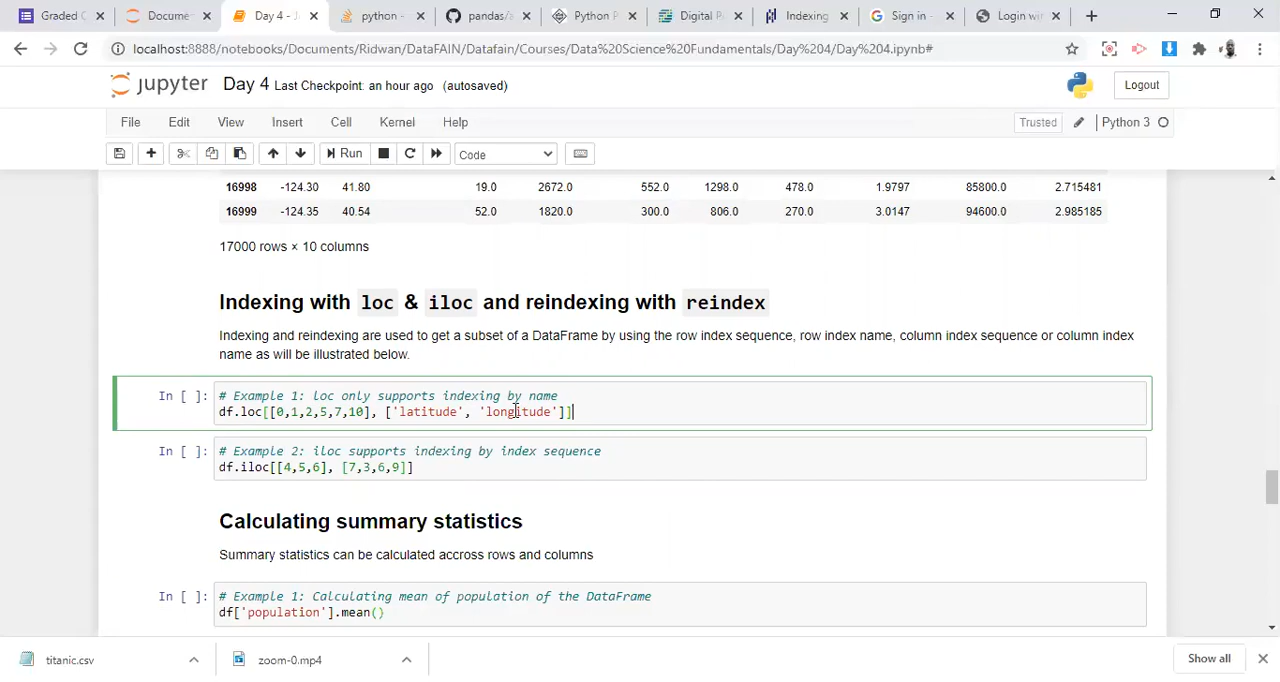 Graded C
Docume
Day 4 - J
python -
pandas/a
Python P
Digital P
Indexing
Sign in -
Login wi
localhost:8888/notebooks/Documents/Ridwan/DataFAIN/Datafain/Courses/Data%20Science%20Fundamentals/Day%204/Day%204.ipynb#
jupyter Day 4 Last Checkpoint: an hour ago (autosaved)
Logout
File Edit View Insert Cell Kernel Help
Trusted Python 3
Run Code
16998 -124.30 41.80 19.0 2672.0 552.0 1298.0 478.0 1.9797 85800.0 2.715481
16999 -124.35 40.54 52.0 1820.0 300.0 806.0 270.0 3.0147 94600.0 2.985185
17000 rows × 10 columns
Indexing with loc & iloc and reindexing with reindex
Indexing and reindexing are used to get a subset of a DataFrame by using the row index sequence, row index name, column index sequence or column index
name as will be illustrated below.
In [ ]: # Example 1: loc only supports indexing by name
df.loc[[0,1,2,5,7,10], ['latitude', 'longitude']]
In [ ]: # Example 2: iloc supports indexing by index sequence
df.iloc[[4,5,6], [7,3,6,9]]
Calculating summary statistics
Summary statistics can be calculated accross rows and columns
In [ ]: # Example 1: Calculating mean of population of the DataFrame
df['population'].mean()
titanic.csv
zoom-0.mp4
Show all